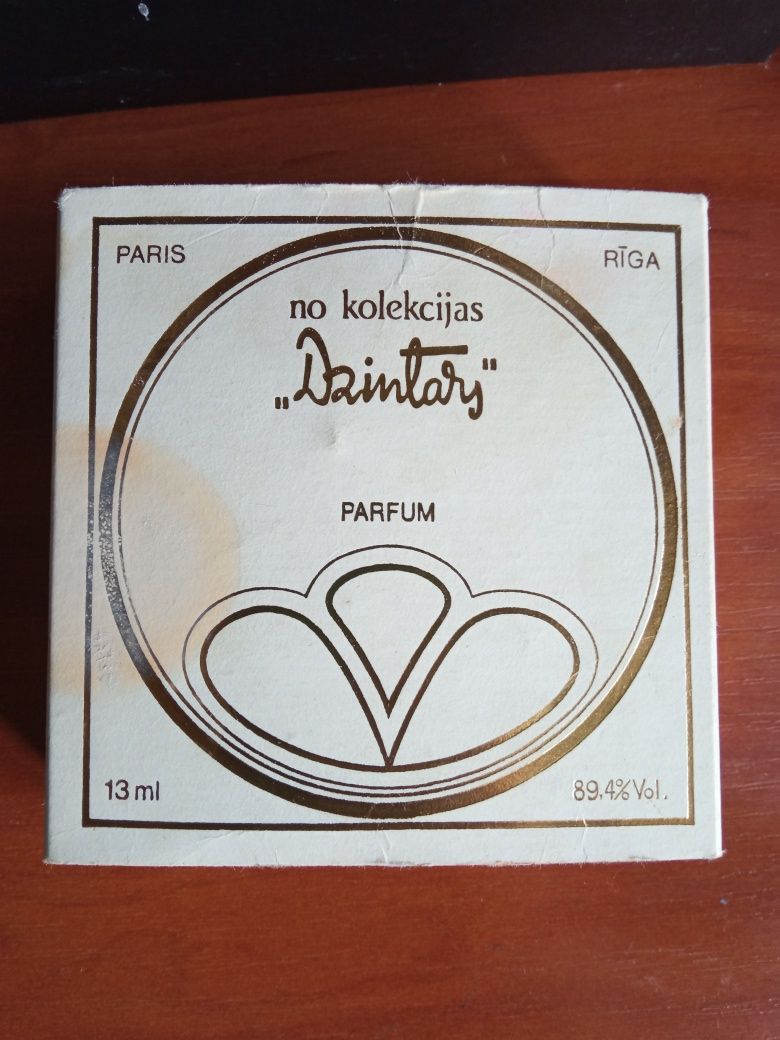 PARIS
RĪGA
no kolekcijas
„Dzintars"
PARFUM
13 ml
89,4% Vol.